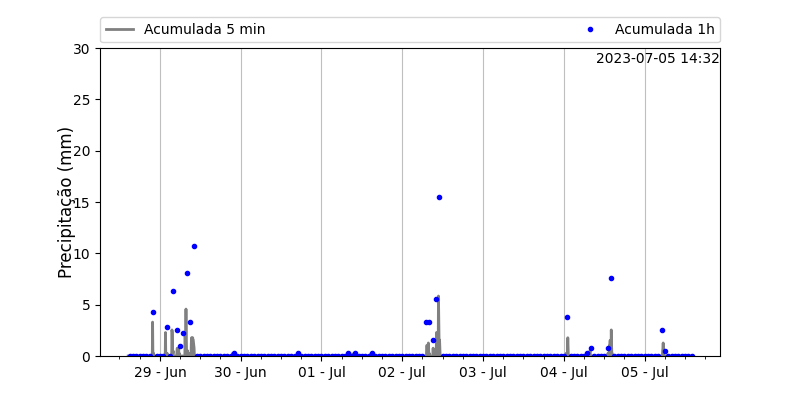 Acumulada 5 min
Acumulada 1h
2023-07-05 14:32
Precipitação (mm)
30
25
20
15
10
5
0
29 - Jun
30 - Jun
01 - Jul
02 - Jul
03 - Jul
04 - Jul
05 - Jul